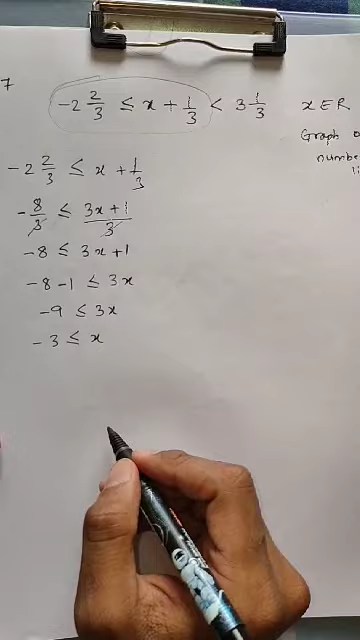 7
-2 2/3 ≤ x + 1/3 < 3 1/3 x ∈ R
Graph
number
-2 2/3 ≤ x + 1/3
-8/3 ≤ 3x+1/3
-8 ≤ 3x+1
-8-1 ≤ 3x
-9 ≤ 3x
-3 ≤ x